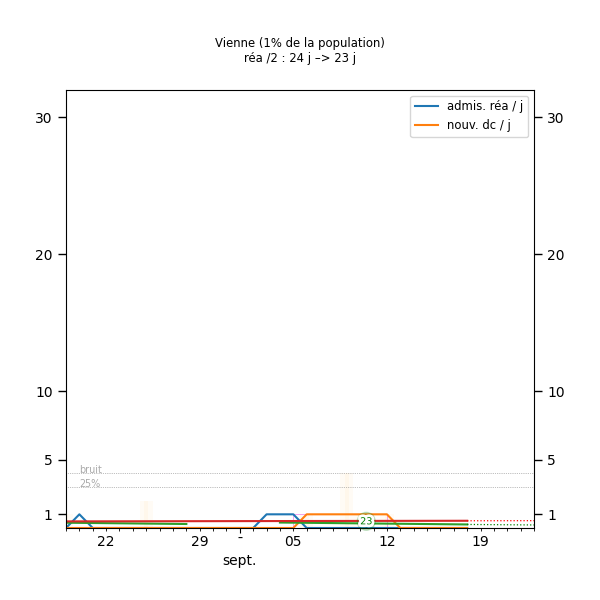 Vienne (1% de la population)
réa /2 : 24 j –> 23 j
admis. réa / j
nouv. dc / j
30 30
20 20
10 10
5 5
bruit
25%
1 1
23
22 29 - 05 12 19
sept.